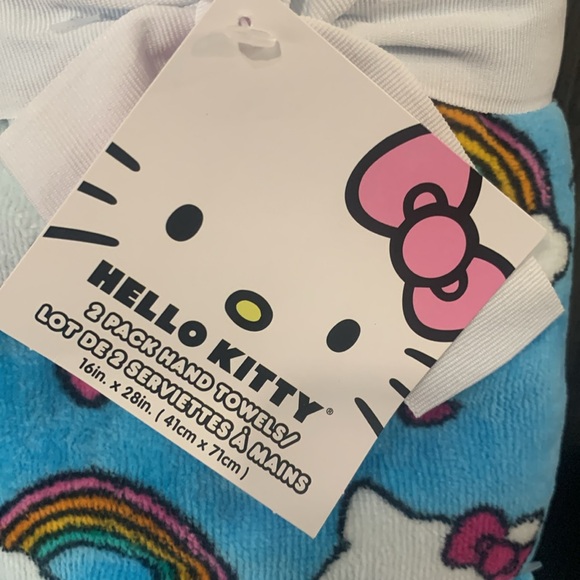 HELLO KITTY®
2 PACK HAND TOWELS/
LOT DE 2 SERVIETTES À MAINS
16in. x 28in. ( 41cm x 71cm )